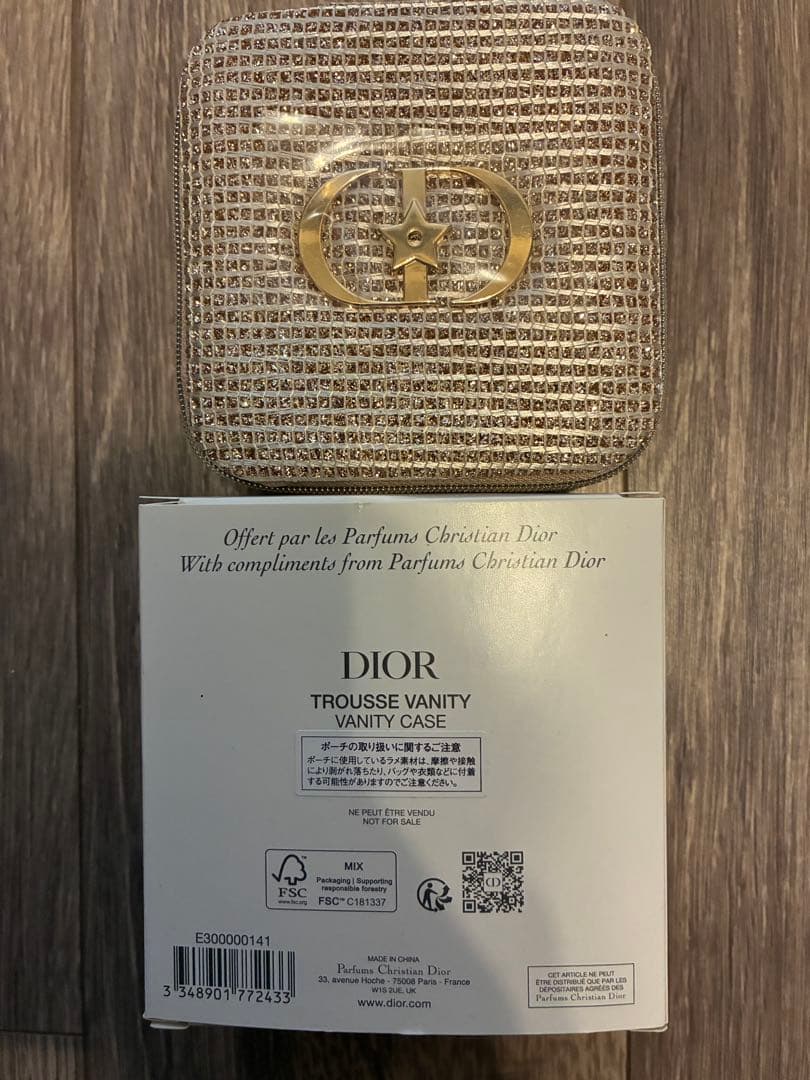 Offert par les Parfums Christian Dior
With compliments from Parfums Christian Dior
DIOR
TROUSSE VANITY
VANITY CASE
ポーチの取り扱いに関するご注意
ポーチに使用しているラメ素材は、摩擦や接触
により剥がれ落ちたり、バッグや衣類などに付着
する可能性がありますのでご注意ください。
NE PEUT ÊTRE VENDU
NOT FOR SALE
FSC
www.fsc.org
MIX
Packaging | Supporting
responsible forestry
FSC™ C181337
E300000141
3 348901 772433
MADE IN CHINA
Parfums Christian Dior
33, avenue Hoche - 75008 Paris - France
W1S 2UE, UK
www.dior.com
CET ARTICLE NE PEUT
ÊTRE DISTRIBUÉ QUE PAR LES
DÉPOSITAIRES AGRÉÉS DES
Parfums Christian Dior